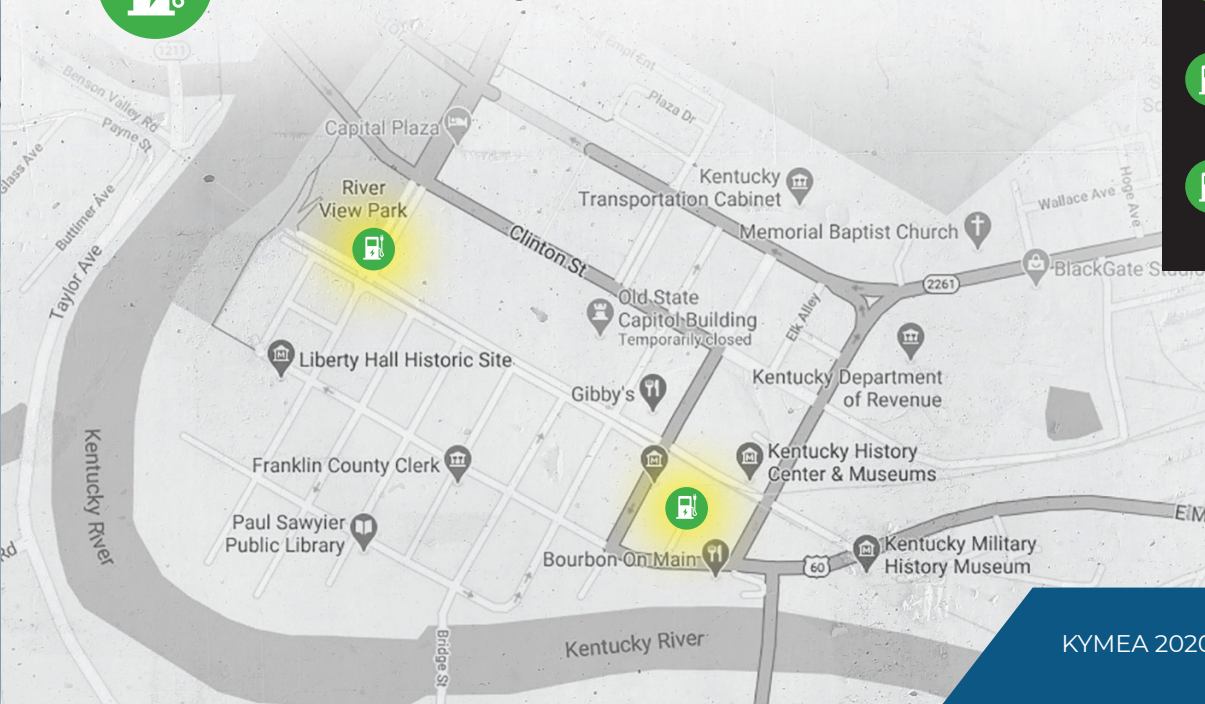 1211
Benson Valley Rd
Payne St
Glass Ave
Buttimer Ave
Taylor Ave
Capital Plaza
of Empl Ent
Plaza Dr
River
View Park
Kentucky
Transportation Cabinet
Memorial Baptist Church
Wallace Ave
Hoge Ave
Clinton St
2261
BlackGate Studio
Old State
Capitol Building
Temporarily closed
Elk Alley
Liberty Hall Historic Site
Gibby's
Kentucky Department
of Revenue
Kentucky River
Franklin County Clerk
Kentucky History
Center & Museums
Paul Sawyier
Public Library
Rd
Bourbon On Main
60
Kentucky Military
History Museum
E M
Bridge St
Kentucky River
KYMEA 2020